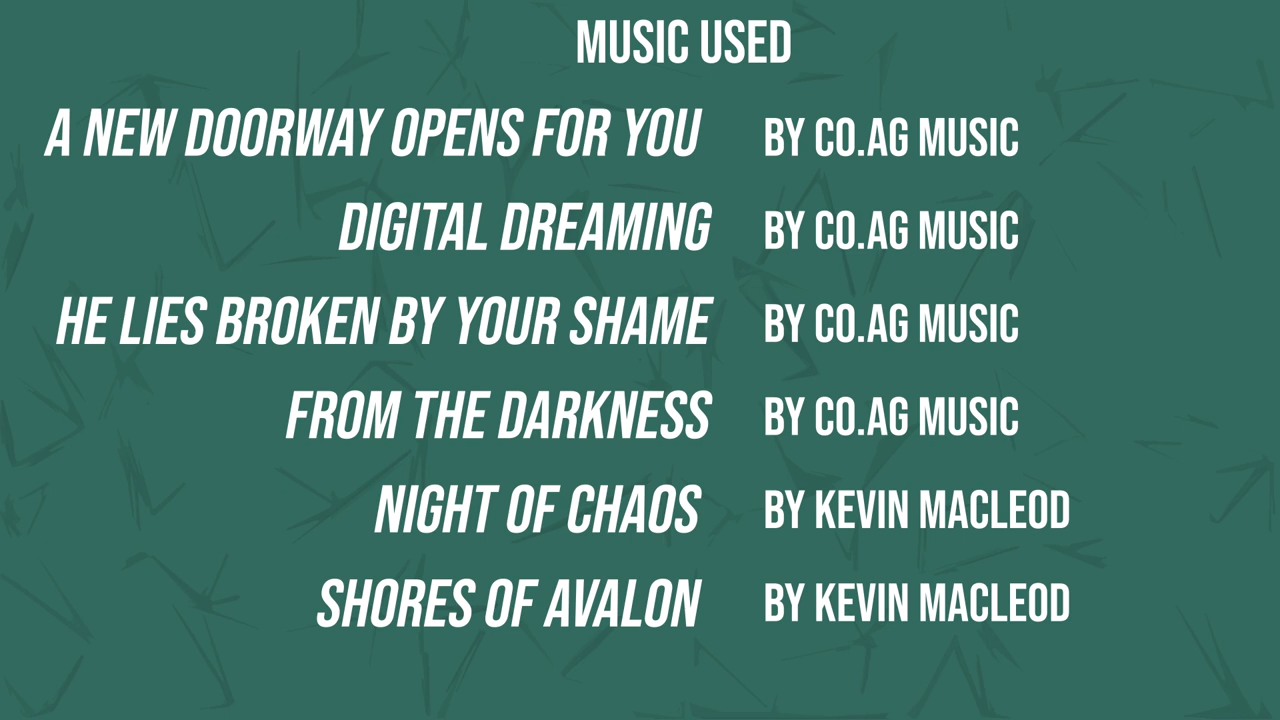 MUSIC USED
A NEW DOORWAY OPENS FOR YOU BY CO.AG MUSIC
DIGITAL DREAMING BY CO.AG MUSIC
HE LIES BROKEN BY YOUR SHAME BY CO.AG MUSIC
FROM THE DARKNESS BY CO.AG MUSIC
NIGHT OF CHAOS BY KEVIN MACLEOD
SHORES OF AVALON BY KEVIN MACLEOD